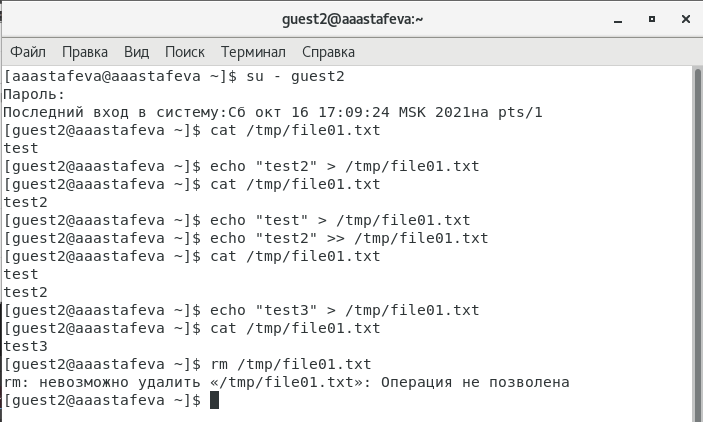 guest2@aaastafeva:~
Файл Правка Вид Поиск Терминал Справка
[aaastafeva@aaastafeva ~]$ su - guest2
Пароль:
Последний вход в систему:Сб окт 16 17:09:24 MSK 2021на pts/1
[guest2@aaastafeva ~]$ cat /tmp/file01.txt
test
[guest2@aaastafeva ~]$ echo "test2" > /tmp/file01.txt
[guest2@aaastafeva ~]$ cat /tmp/file01.txt
test2
[guest2@aaastafeva ~]$ echo "test" > /tmp/file01.txt
[guest2@aaastafeva ~]$ echo "test2" >> /tmp/file01.txt
[guest2@aaastafeva ~]$ cat /tmp/file01.txt
test
test2
[guest2@aaastafeva ~]$ echo "test3" > /tmp/file01.txt
[guest2@aaastafeva ~]$ cat /tmp/file01.txt
test3
[guest2@aaastafeva ~]$ rm /tmp/file01.txt
rm: невозможно удалить «/tmp/file01.txt»: Операция не позволена
[guest2@aaastafeva ~]$